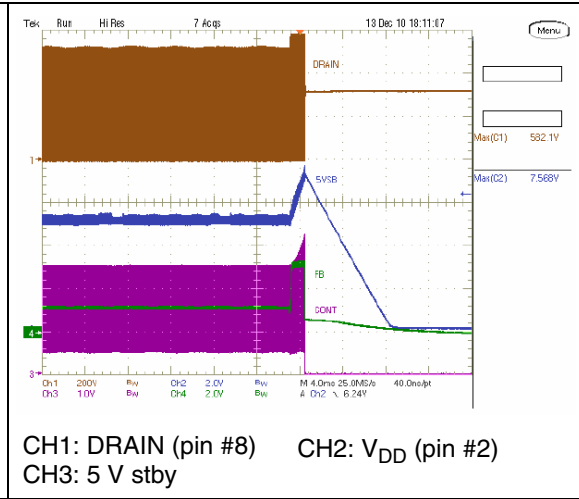 Tek Run Hi Res 7 Acqs 13 Dec 10 18:11:07
Menu
DRAIN
Max(C1) 582.1V
1
5VSB
Max(C2) 7.568V
FB
CONT
4
3
Ch1 200V Bw Ch2 2.0V Bw M 4.0ms 25.0MS/s 40.0ns/pt
Ch3 1.0V Bw Ch4 2.0V Bw A Ch2 ↘ 6.24V
CH1: DRAIN (pin #8) CH2: VDD (pin #2)
CH3: 5 V stby